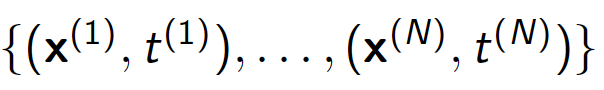 {(x^(1), t^(1)), . . . , (x^(N), t^(N))}